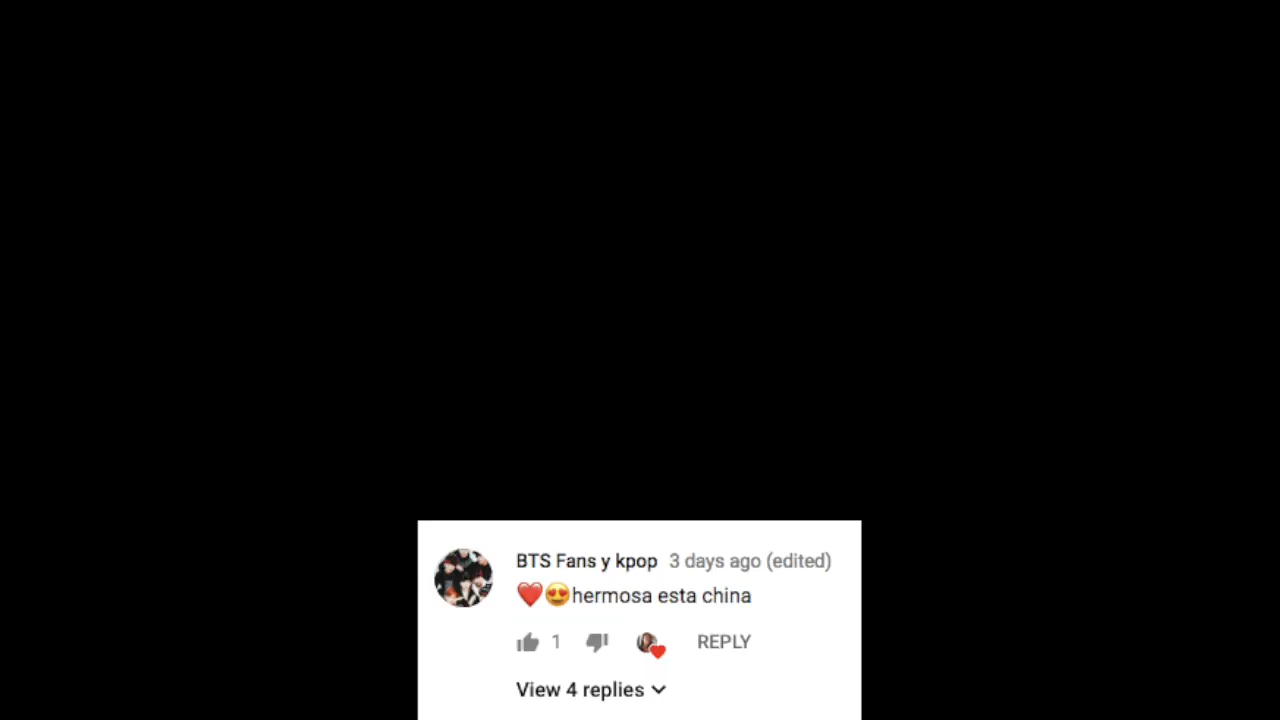 BTS Fans y kpop 3 days ago (edited)
❤️😍hermosa esta china
1 REPLY
View 4 replies